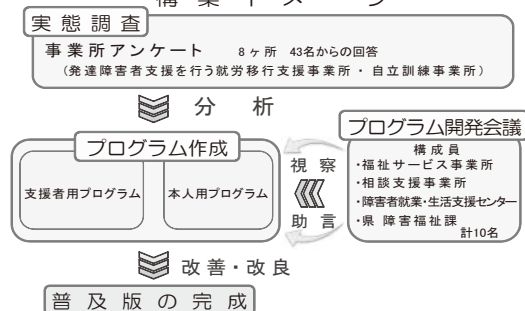 構築イメージ
実態調査
事業所アンケート 8ヶ所 43名からの回答
（発達障害者支援を行う就労移行支援事業所・自立訓練事業所）
分析
プログラム作成
支援者用プログラム
本人用プログラム
視察
助言
プログラム開発会議
構成員
・福祉サービス事業所
・相談支援事業所
・障害者就業・生活支援センター
・県 障害福祉課
計10名
改善・改良
普及版の完成